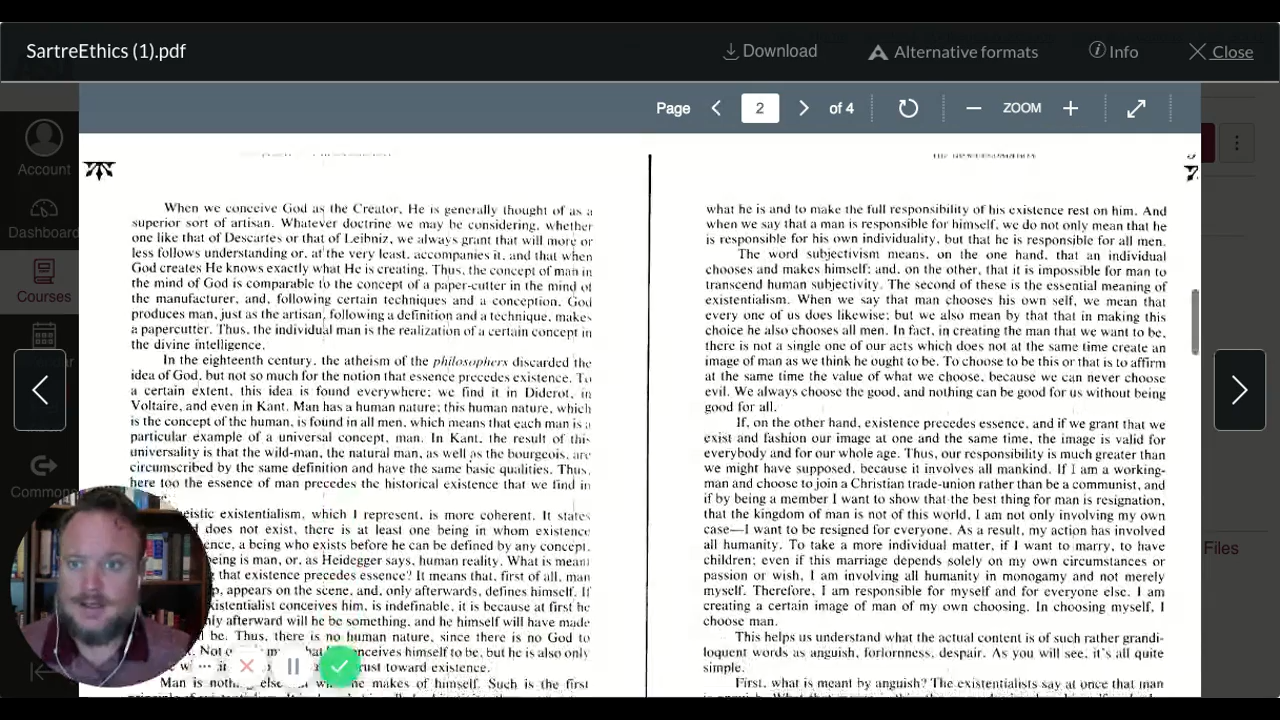 SartreEthics (1).pdf
Download
Alternative formats
Info
Close
Page
2
of 4
ZOOM
Account
Dashboard
Courses
Files
When we conceive God as the Creator, He is generally thought of as a
superior sort of artisan. Whatever doctrine we may be considering, whether
one like that of Descartes or that of Leibniz, we always grant that will more or
less follows understanding or, at the very least, accompanies it, and that when
God creates He knows exactly what He is creating. Thus, the concept of man in
the mind of God is comparable to the concept of a paper-cutter in the mind of
the manufacturer, and, following certain techniques and a conception, God
produces man, just as the artisan, following a definition and a technique, makes
a papercutter. Thus, the individual man is the realization of a certain concept in
the divine intelligence.
In the eighteenth century, the atheism of the philosophers discarded the
idea of God, but not so much for the notion that essence precedes existence. To
a certain extent, this idea is found everywhere; we find it in Diderot, in
Voltaire, and even in Kant. Man has a human nature; this human nature, which
is the concept of the human, is found in all men, which means that each man is a
particular example of a universal concept, man. In Kant, the result of this
universality is that the wild-man, the natural man, as well as the bourgeois, are
circumscribed by the same definition and have the same basic qualities. Thus,
here too the essence of man precedes the historical existence that we find in
existentialism, which I represent, is more coherent. It states
does not exist, there is at least one being in whom existence
a being who exists before he can be defined by any concept,
being is man, or, as Heidegger says, human reality. What is meant
that existence precedes essence? It means that, first of all, man
appears on the scene, and, only afterwards, defines himself. If
existentialist conceives him, is indefinable, it is because at first he
afterward will he be something, and he himself will have made
be. Thus, there is no human nature, since there is no God to
Not conceives himself to be, but he is also only
toward existence.
Man is nothing else makes of himself. Such is the first
what he is and to make the full responsibility of his existence rest on him. And
when we say that a man is responsible for himself, we do not only mean that he
is responsible for his own individuality, but that he is responsible for all men.
The word subjectivism means, on the one hand, that an individual
chooses and makes himself; and, on the other, that it is impossible for man to
transcend human subjectivity. The second of these is the essential meaning of
existentialism. When we say that man chooses his own self, we mean that
every one of us does likewise; but we also mean by that that in making this
choice he also chooses all men. In fact, in creating the man that we want to be,
there is not a single one of our acts which does not at the same time create an
image of man as we think he ought to be. To choose to be this or that is to affirm
at the same time the value of what we choose, because we can never choose
evil. We always choose the good, and nothing can be good for us without being
good for all.
If, on the other hand, existence precedes essence, and if we grant that we
exist and fashion our image at one and the same time, the image is valid for
everybody and for our whole age. Thus, our responsibility is much greater than
we might have supposed, because it involves all mankind. If I am a working-
man and choose to join a Christian trade-union rather than be a communist, and
if by being a member I want to show that the best thing for man is resignation,
that the kingdom of man is not of this world, I am not only involving my own
case—I want to be resigned for everyone. As a result, my action has involved
all humanity. To take a more individual matter, if I want to marry, to have
children; even if this marriage depends solely on my own circumstances or
passion or wish, I am involving all humanity in monogamy and not merely
myself. Therefore, I am responsible for myself and for everyone else. I am
creating a certain image of man of my own choosing. In choosing myself, I
choose man.
This helps us understand what the actual content is of such rather grandi-
loquent words as anguish, forlornness, despair. As you will see, it's all quite
simple.
First, what is meant by anguish? The existentialists say at once that man